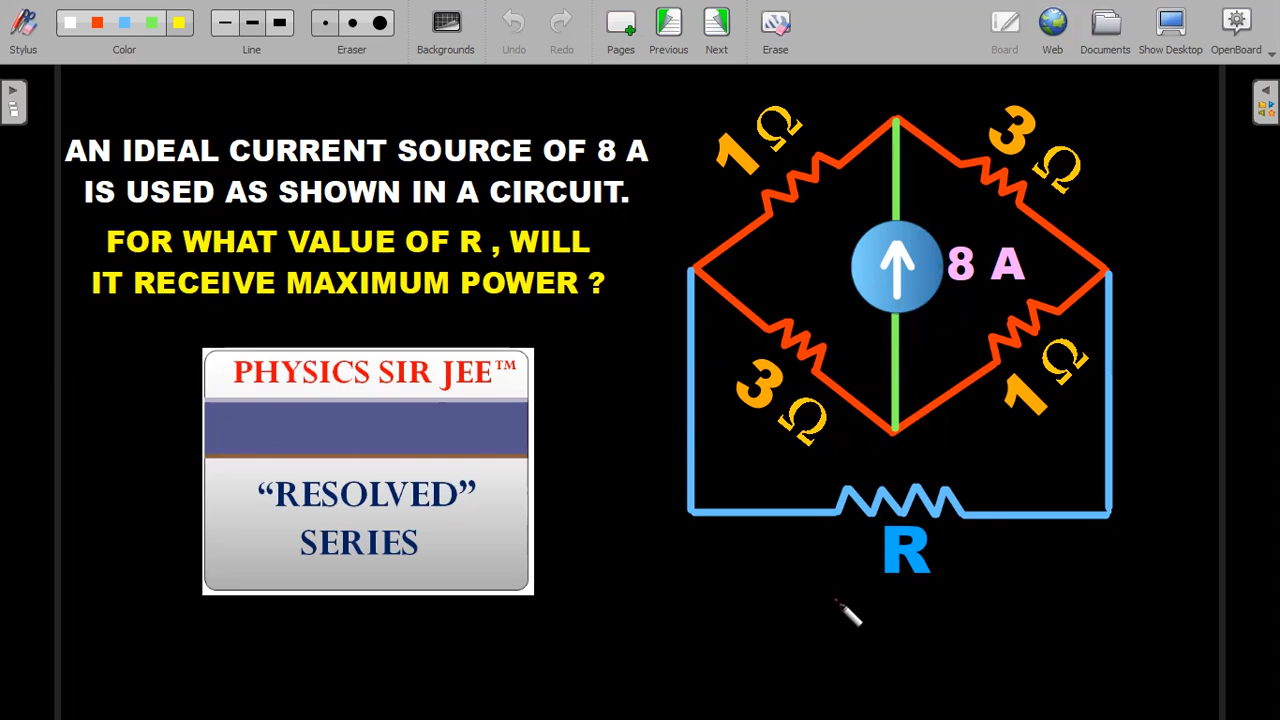 Stylus
Color
Line
Eraser
Backgrounds
Undo
Redo
Pages
Previous
Next
Erase
Board
Web
Documents
Show Desktop
OpenBoard
AN IDEAL CURRENT SOURCE OF 8 A
IS USED AS SHOWN IN A CIRCUIT.
FOR WHAT VALUE OF R , WILL
IT RECEIVE MAXIMUM POWER ?
PHYSICS SIR JEE™
“RESOLVED”
SERIES
1 Ω
3 Ω
8 A
3 Ω
1 Ω
R